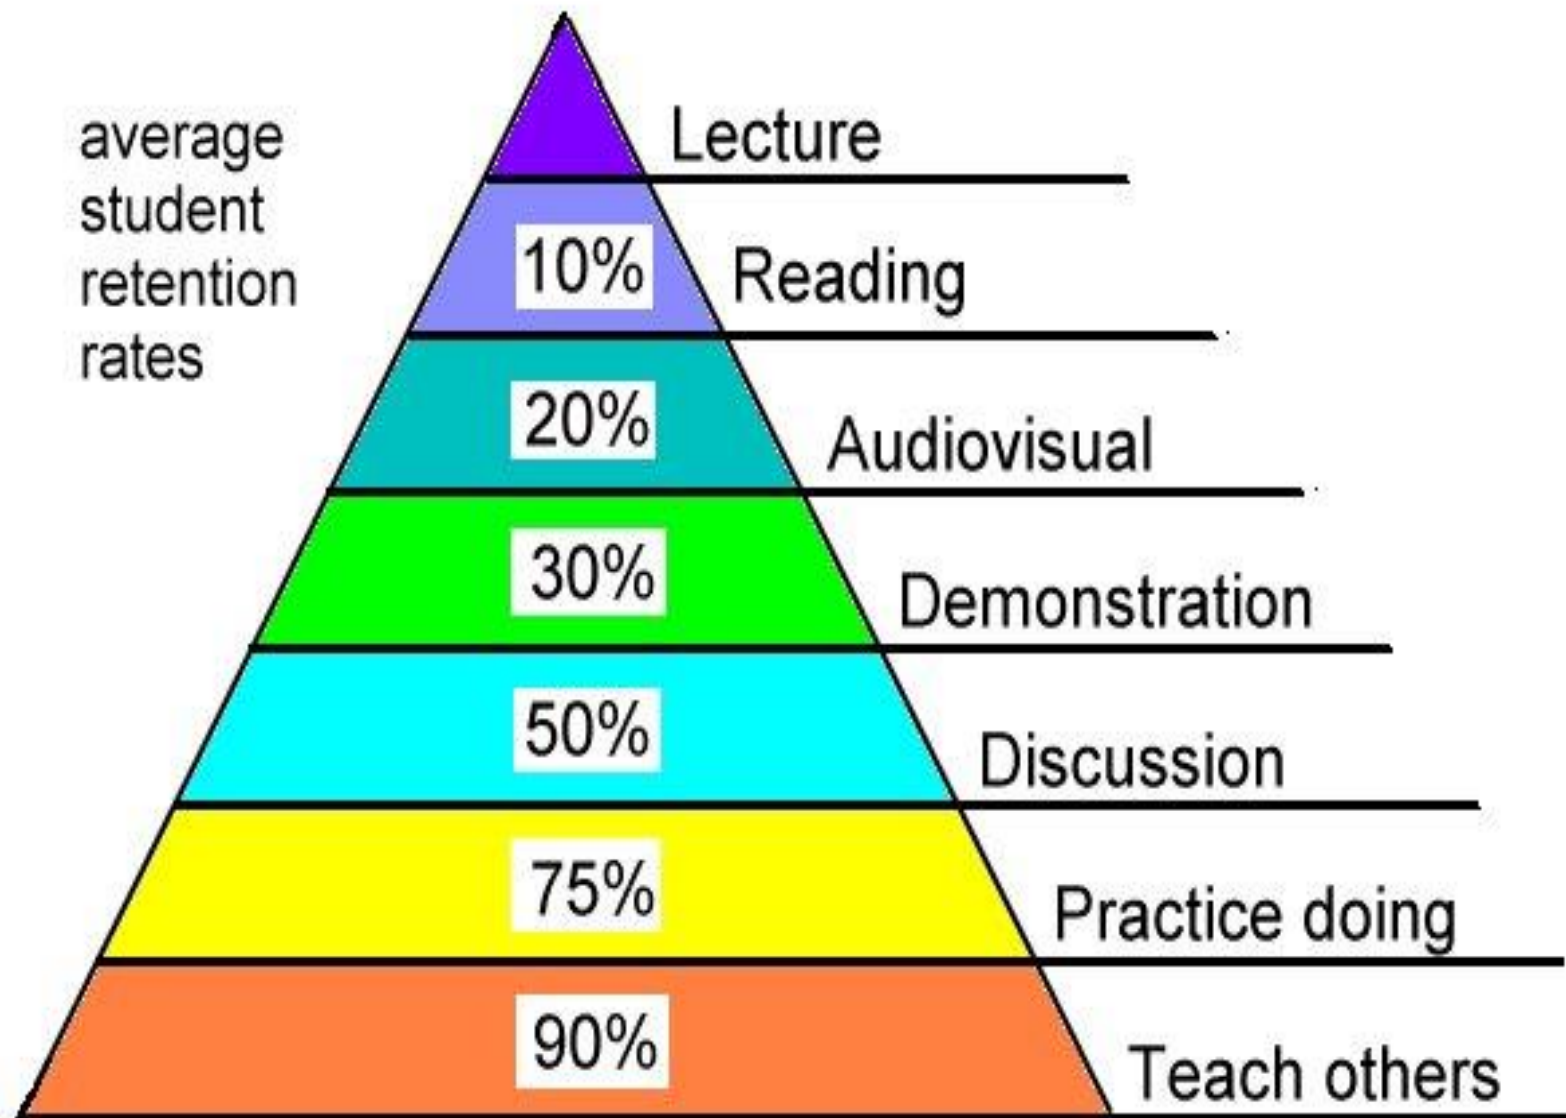 average
student
retention
rates
Lecture
10% Reading
20% Audiovisual
30% Demonstration
50% Discussion
75% Practice doing
90% Teach others